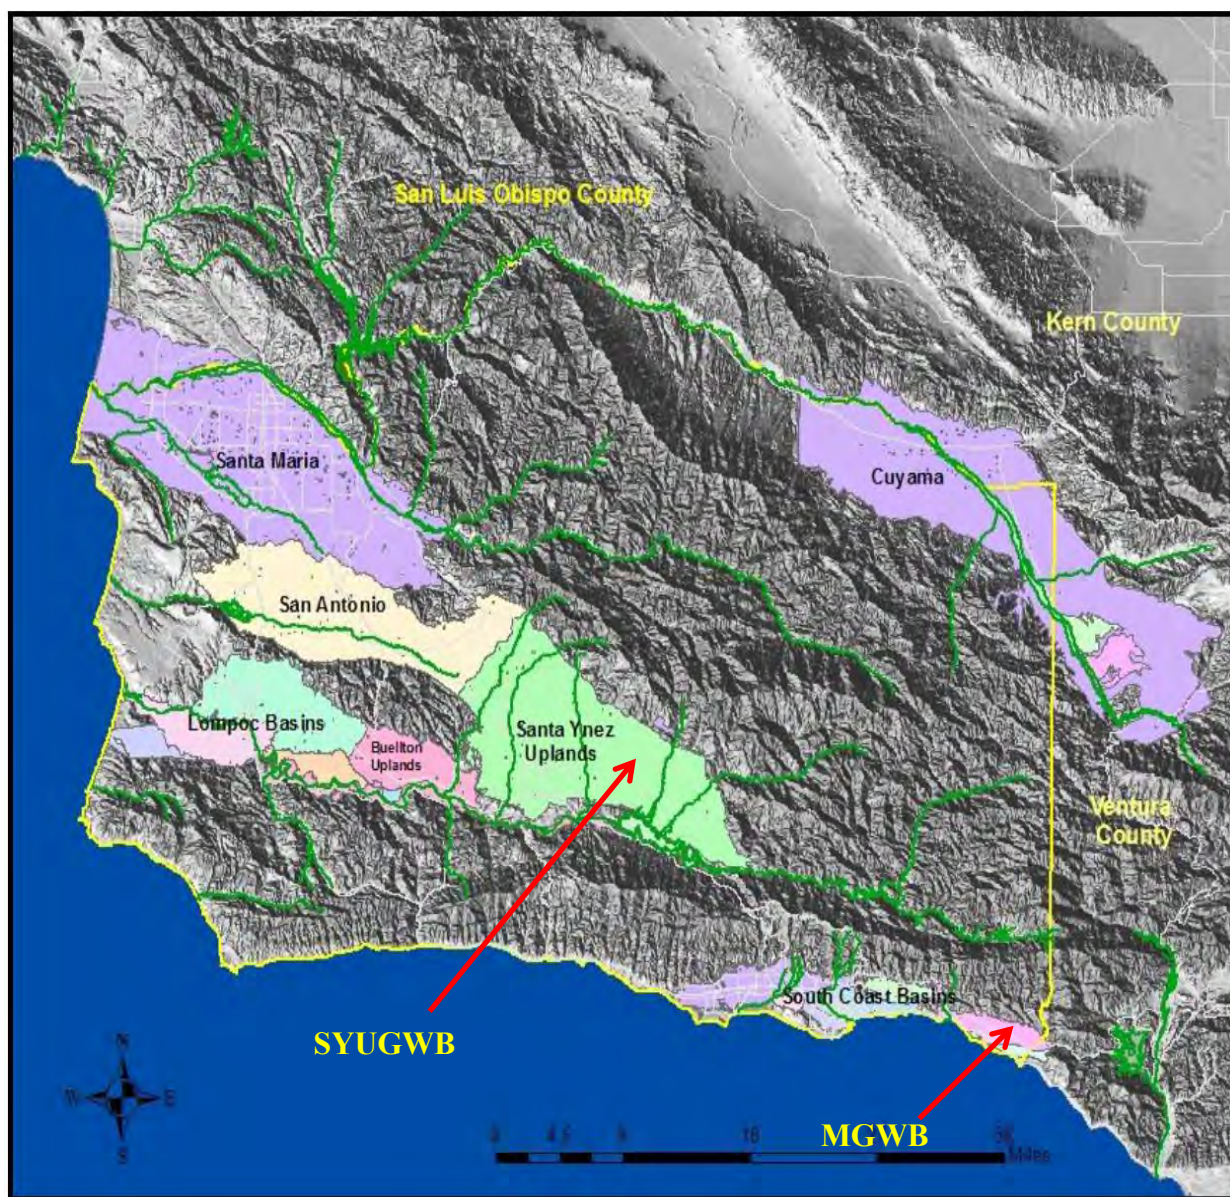 San Luis Obispo County
Kern County
Santa Maria
Cuyama
San Antonio
Lompoc Basins
Buellton
Uplands
Santa Ynez
Uplands
Ventura
County
South Coast Basins
SYUGWB
MGWB
N
W E
S
4.5 9 18
Miles